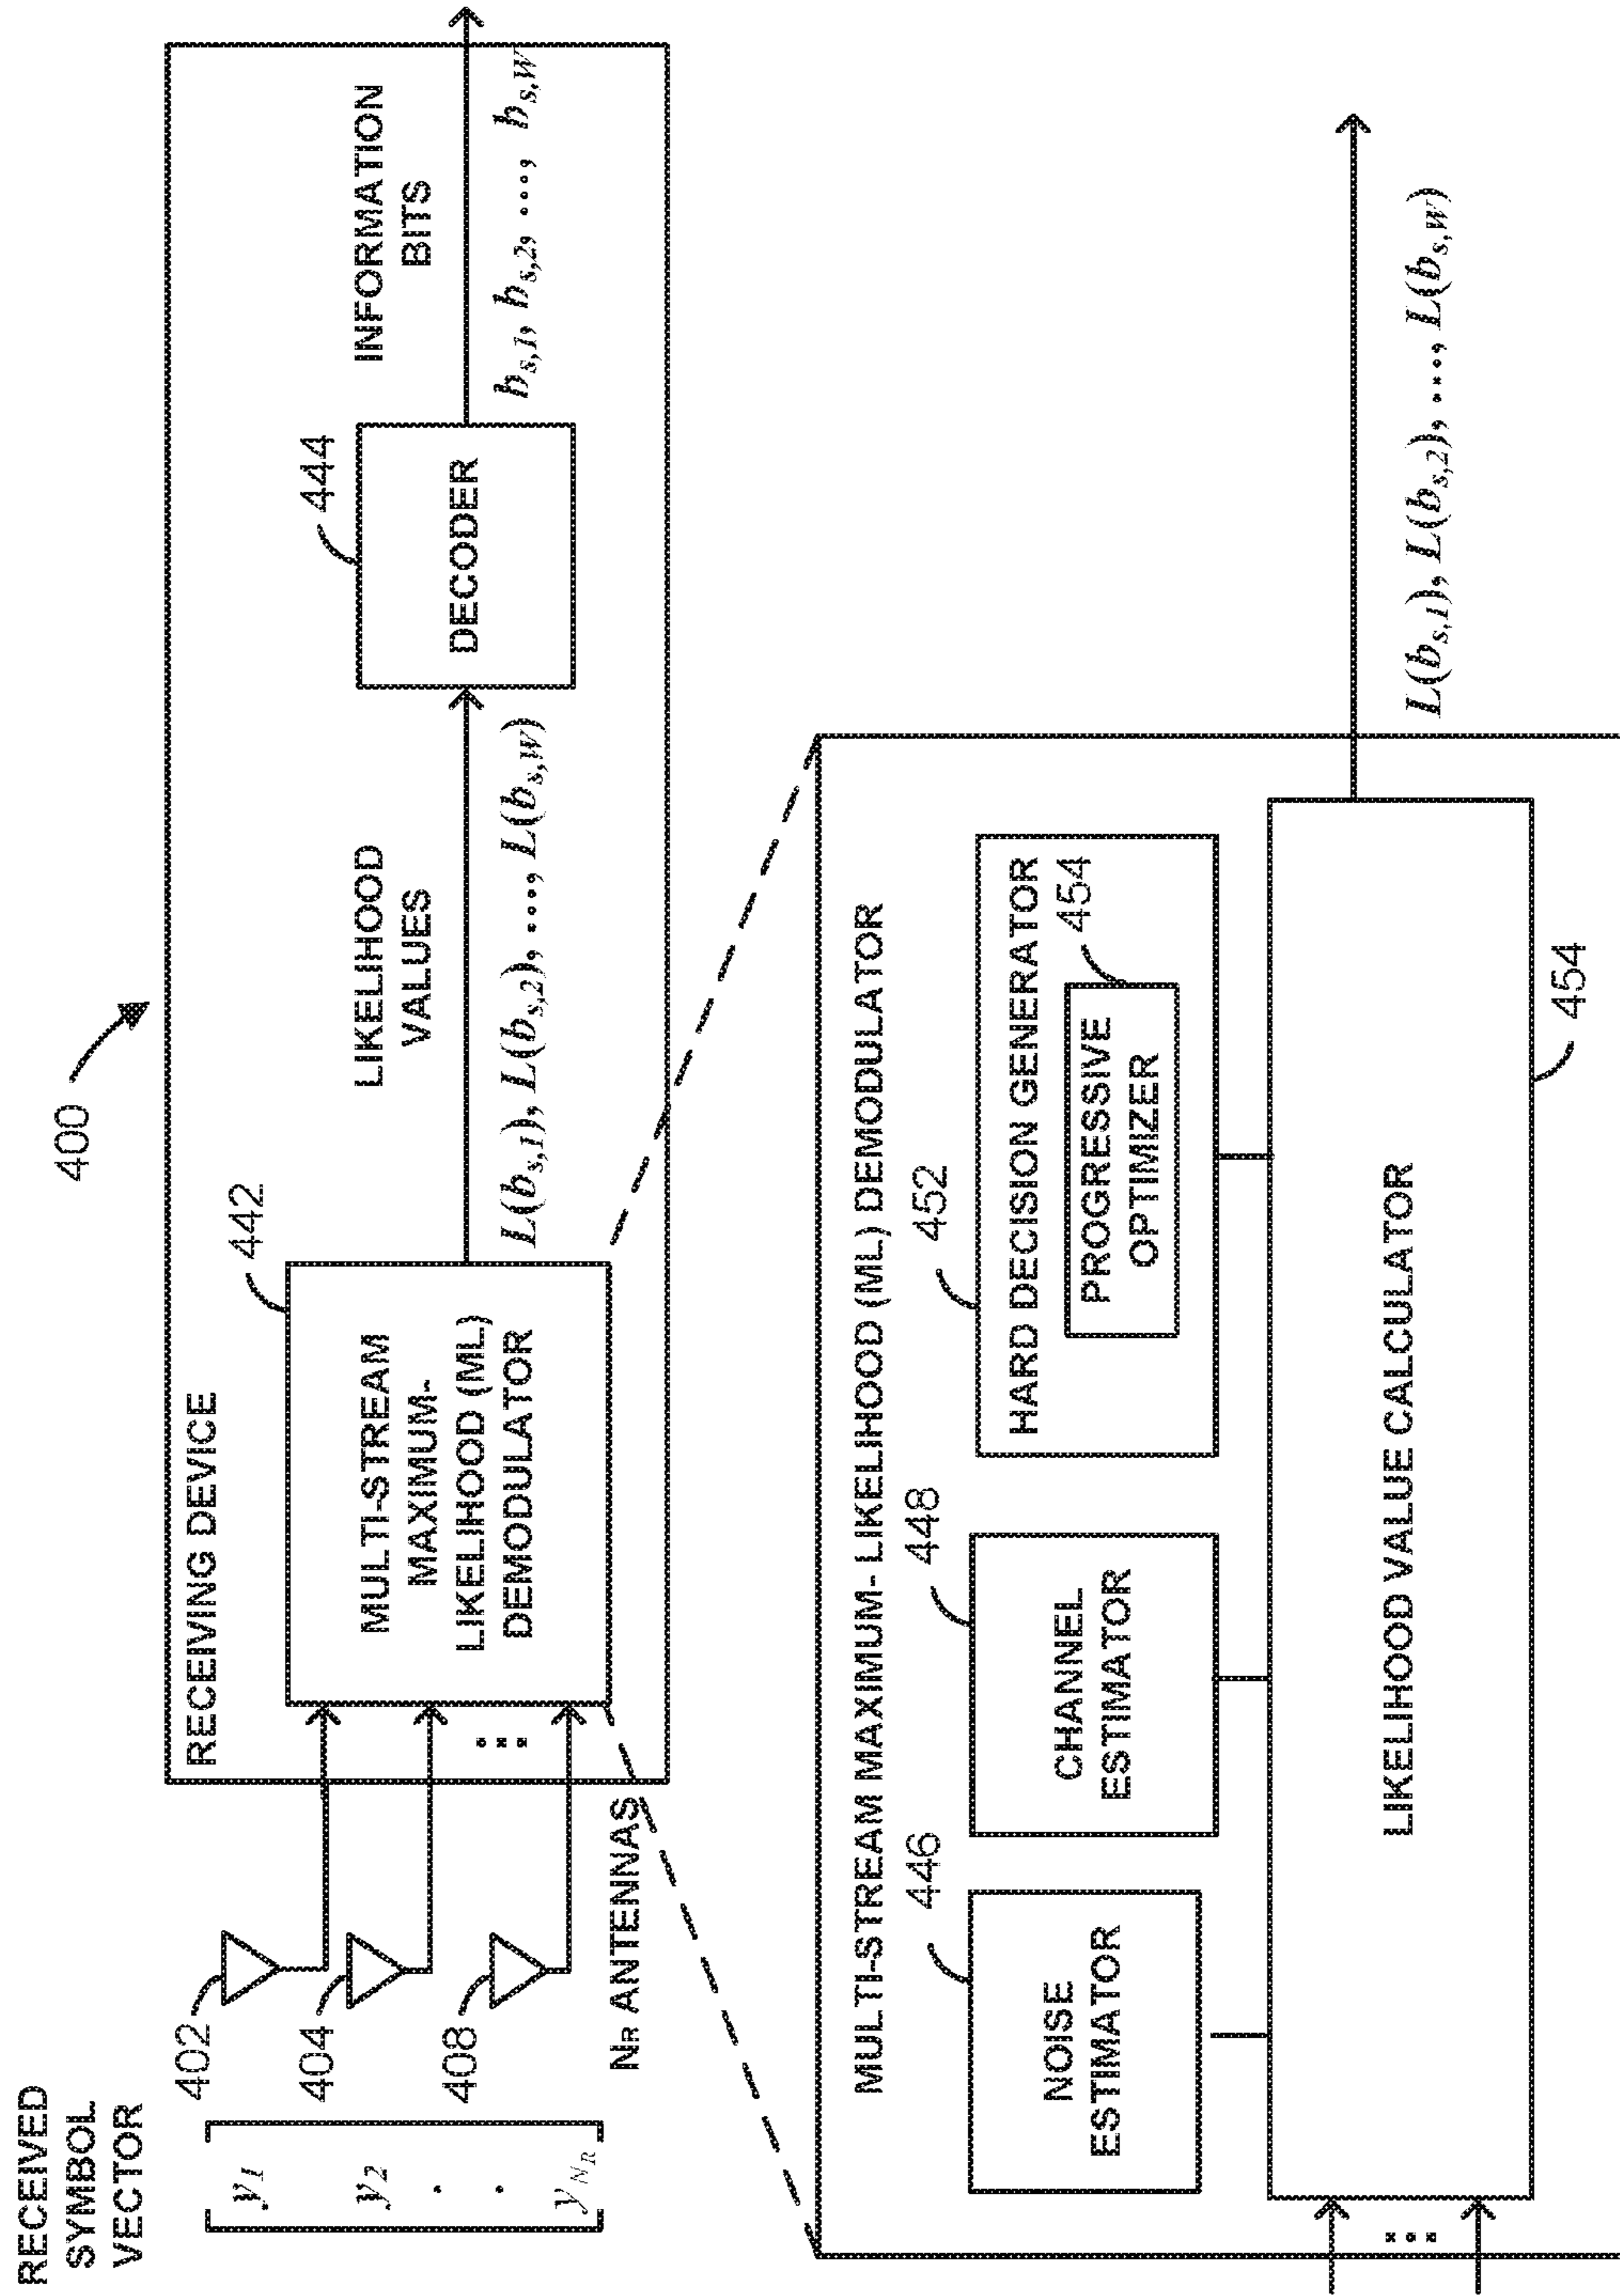 400
RECEIVED
SYMBOL
VECTOR
y1
y2
.
.
yNR
402
404
408
NR ANTENNAS
RECEIVING DEVICE
...
442
MULTI-STREAM
MAXIMUM-
LIKELIHOOD (ML)
DEMODULATOR
LIKELIHOOD
VALUES
L(bs,1), L(bs,2), ..., L(bs,W)
444
DECODER
INFORMATION
BITS
bs,1, bs,2, ..., bs,W
MULTI-STREAM MAXIMUM- LIKELIHOOD (ML) DEMODULATOR
446
NOISE
ESTIMATOR
448
CHANNEL
ESTIMATOR
452
HARD DECISION GENERATOR
454
PROGRESSIVE
OPTIMIZER
...
LIKELIHOOD VALUE CALCULATOR
454
L(bs,1), L(bs,2), ..., L(bs,W)